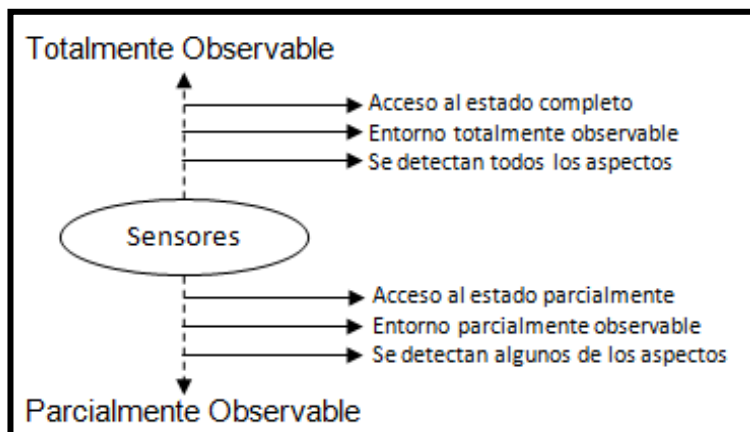 Totalmente Observable
Acceso al estado completo
Entorno totalmente observable
Se detectan todos los aspectos
Sensores
Acceso al estado parcialmente
Entorno parcialmente observable
Se detectan algunos de los aspectos
Parcialmente Observable